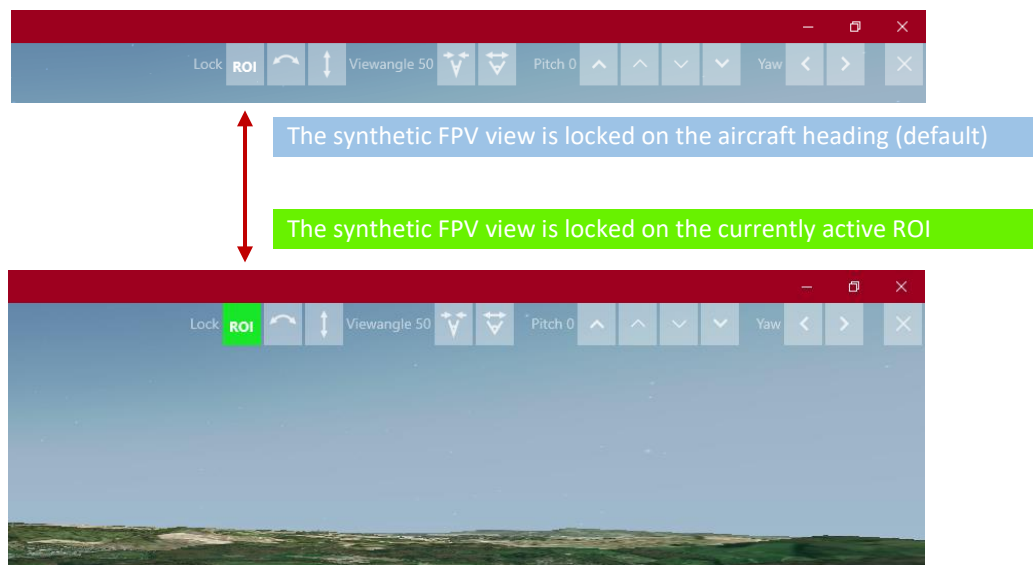 Lock ROI Viewangle 50 Pitch 0 Yaw
The synthetic FPV view is locked on the aircraft heading (default)
The synthetic FPV view is locked on the currently active ROI
Lock ROI Viewangle 50 Pitch 0 Yaw